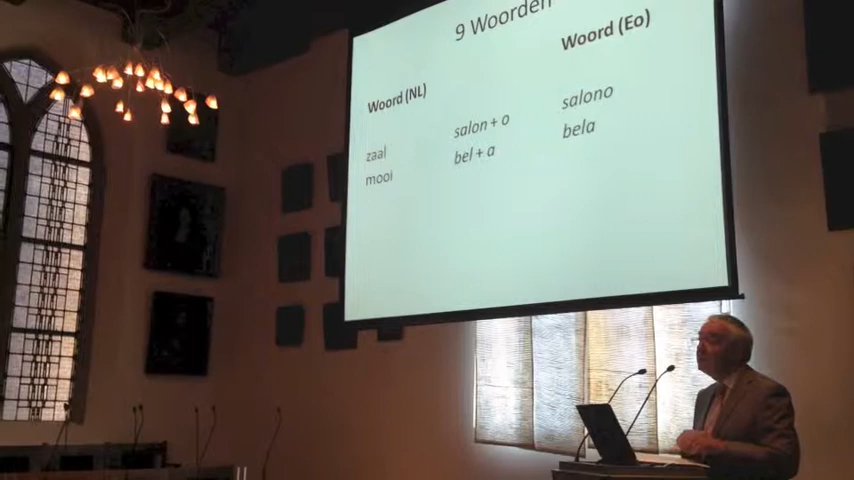 9 Woorden
Woord (NL) Woord (Eo)
zaal salon + o salono
mooi bel + a bela